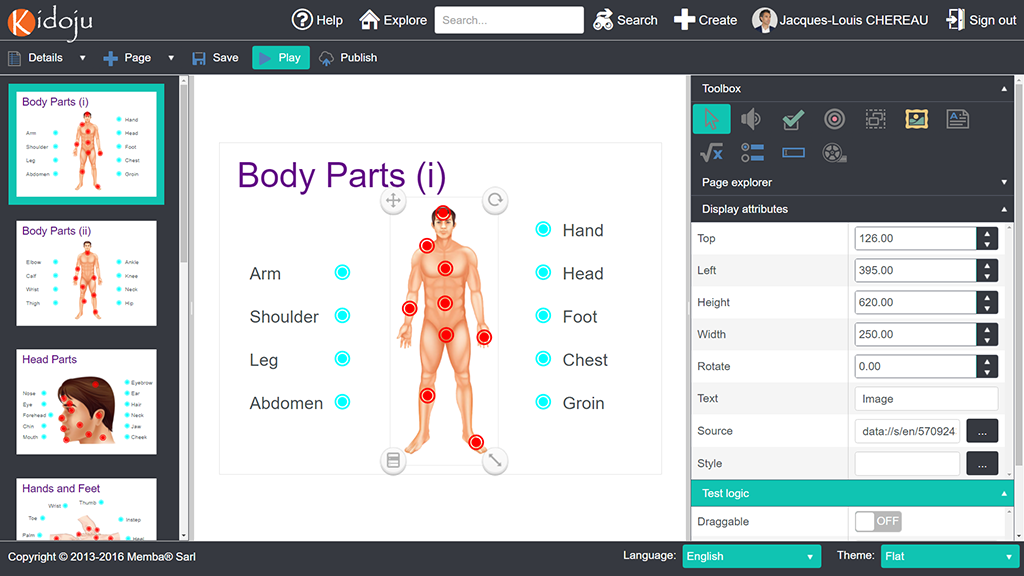 Kidoju
Help
Explore
Search...
Search
Create
Jacques-Louis CHEREAU
Sign out
Details
Page
Save
Play
Publish
Body Parts (i)
Hand
Arm
Head
Shoulder
Foot
Leg
Chest
Abdomen
Groin
Body Parts (ii)
Elbow
Ankle
Calf
Knee
Wrist
Neck
Thigh
Hip
Head Parts
Eyebrow
Nose
Ear
Eye
Hair
Forehead
Neck
Chin
Jaw
Mouth
Cheek
Hands and Feet
Wrist
Thumb
Toe
Instep
Palm
Heel
Body Parts (i)
Hand
Arm
Head
Shoulder
Foot
Leg
Chest
Abdomen
Groin
Toolbox
Page explorer
Display attributes
Top
126.00
Left
395.00
Height
620.00
Width
250.00
Rotate
0.00
Text
Image
Source
data://s/en/570924
...
Style
...
Test logic
Draggable
OFF
Copyright © 2013-2016 Memba® Sarl
Language:
English
Theme:
Flat